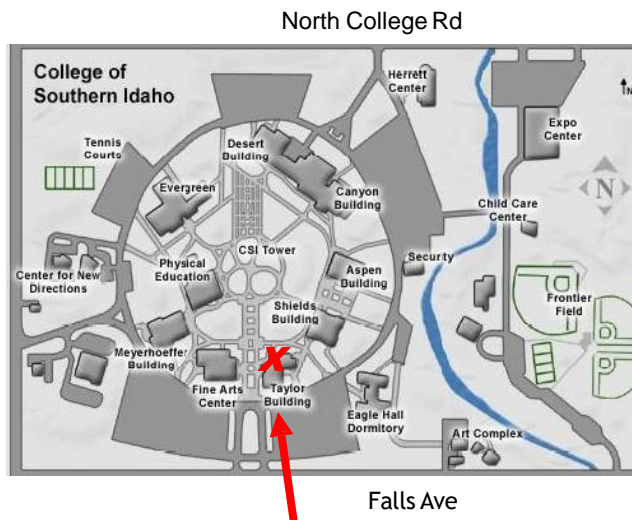 North College Rd
College of
Southern Idaho
Herrett
Center
N
Expo
Center
Tennis
Courts
Desert
Building
Evergreen
Canyon
Building
N
Child Care
Center
CSI Tower
Center for New
Directions
Physical
Education
Aspen
Building
Security
Frontier
Field
Shields
Building
Meyerhoeffer
Building
X
Fine Arts
Center
Taylor
Building
Eagle Hall
Dormitory
Art Complex
Falls Ave